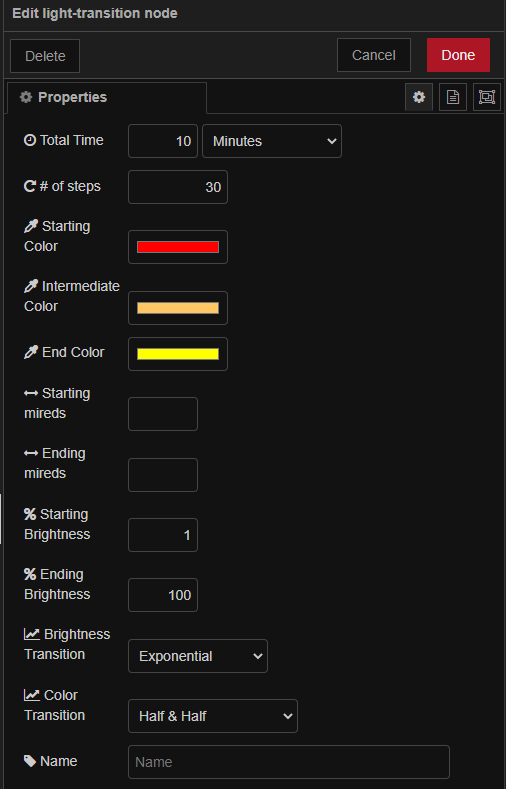 Edit light-transition node
Delete
Cancel
Done
Properties
Total Time
10
Minutes
# of steps
30
Starting
Color
Intermediate
Color
End Color
Starting
mireds
Ending
mireds
% Starting
Brightness
1
% Ending
Brightness
100
Brightness
Transition
Exponential
Color
Transition
Half & Half
Name
Name